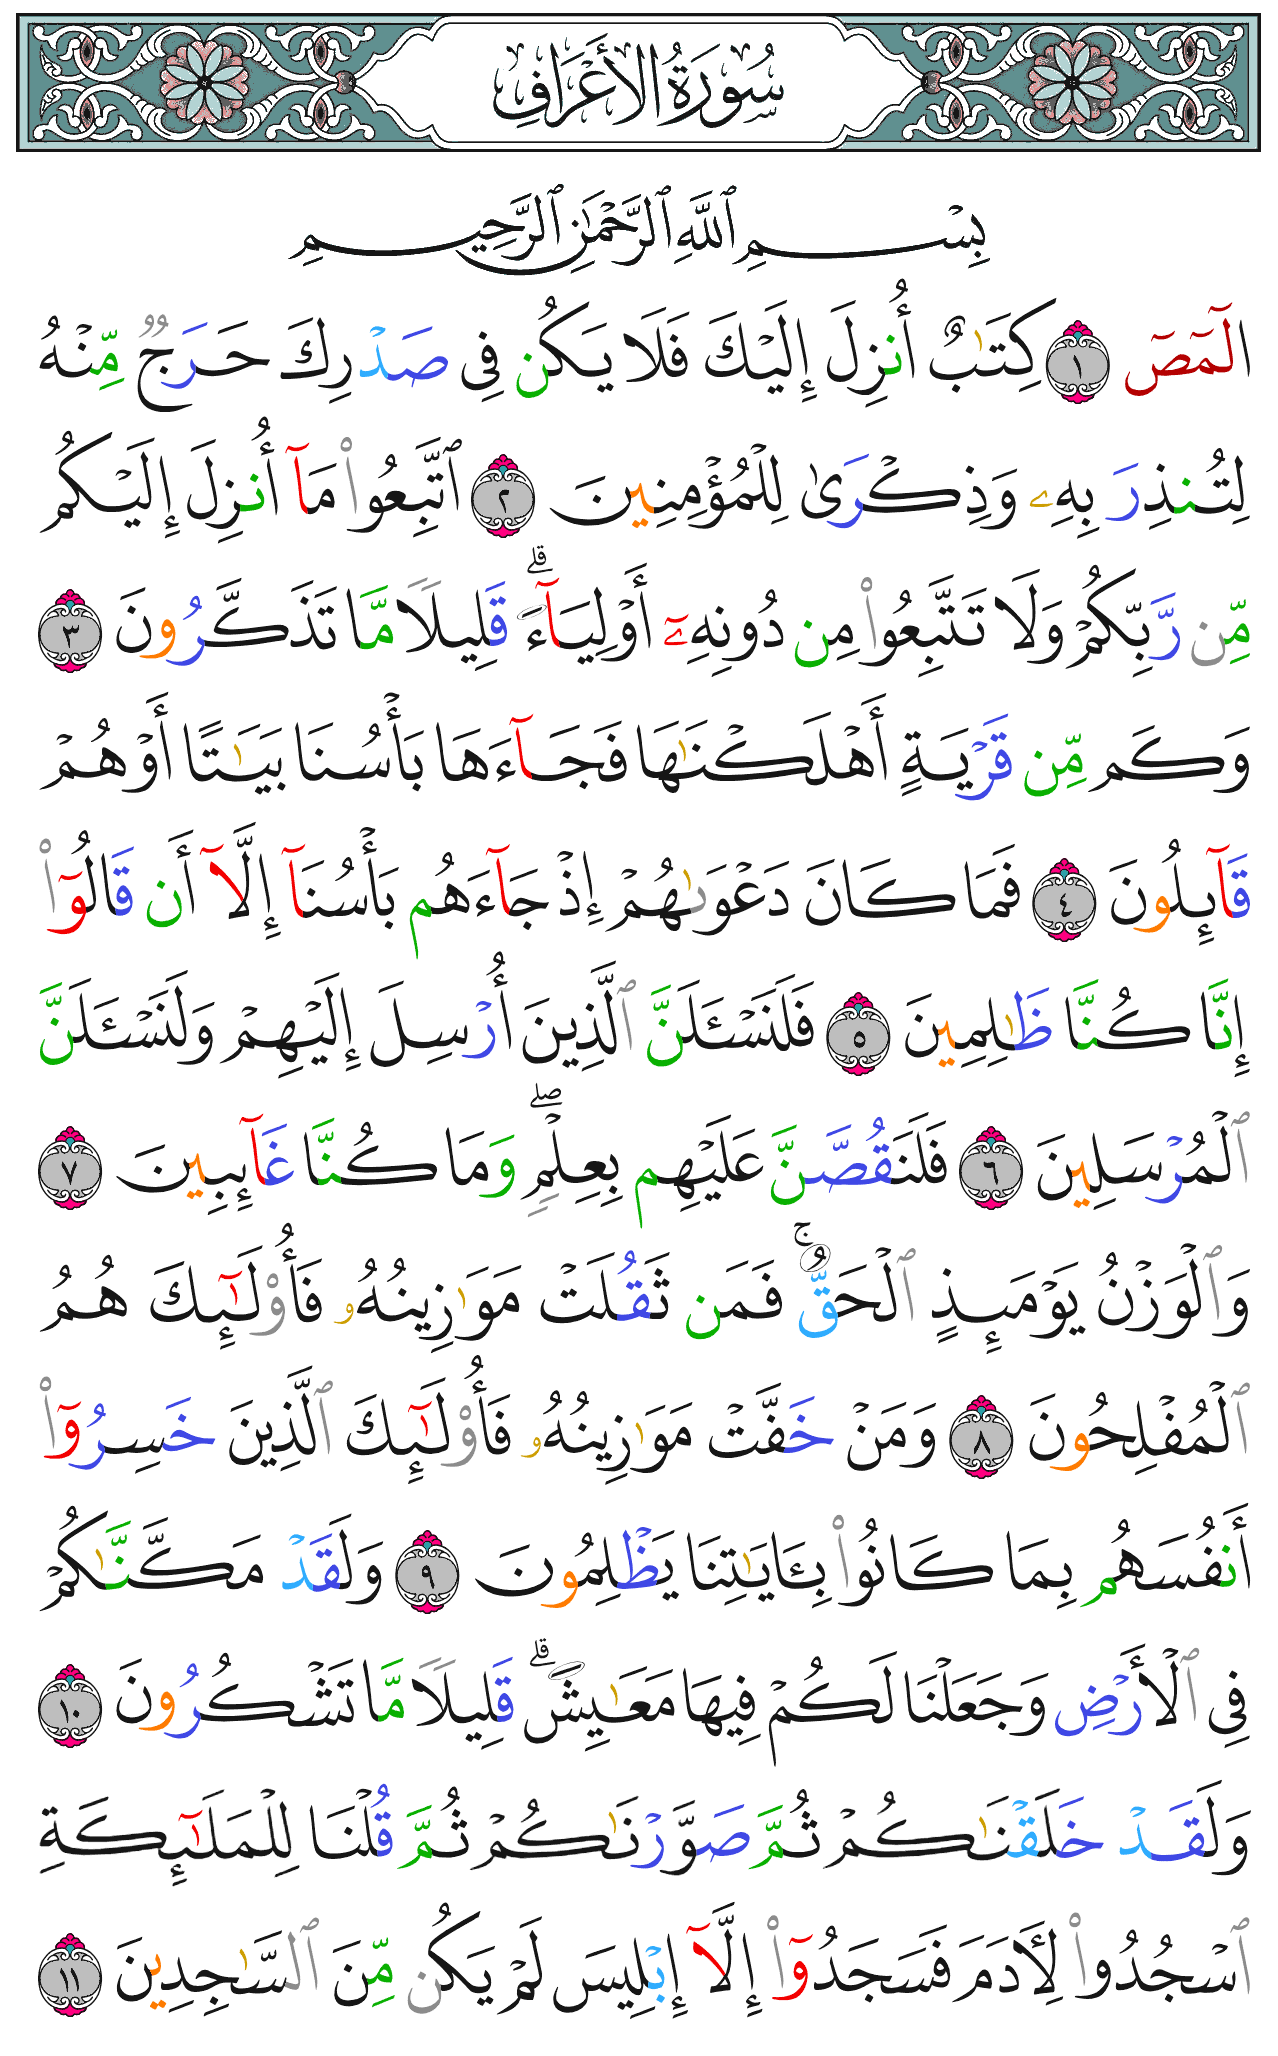 سُورَةُ الأَعْرَافِ
بِسْمِ ٱللَّهِ ٱلرَّحْمَٰنِ ٱلرَّحِيمِ
الٓمٓصٓ ١ كِتَٰبٌ أُنزِلَ إِلَيْكَ فَلَا يَكُن فِى صَدْرِكَ حَرَجٌ مِّنْهُ
لِتُنذِرَ بِهِۦ وَذِكْرَىٰ لِلْمُؤْمِنِينَ ٢ ٱتَّبِعُوا۟ مَآ أُنزِلَ إِلَيْكُم
مِّن رَّبِّكُمْ وَلَا تَتَّبِعُوا۟ مِن دُونِهِۦٓ أَوْلِيَآءَ ۗ قَلِيلًا مَّا تَذَكَّرُونَ ٣
وَكَم مِّن قَرْيَةٍ أَهْلَكْنَٰهَا فَجَآءَهَا بَأْسُنَا بَيَٰتًا أَوْ هُمْ
قَآئِلُونَ ٤ فَمَا كَانَ دَعْوَىٰهُمْ إِذْ جَآءَهُم بَأْسُنَآ إِلَّآ أَن قَالُوٓا۟
إِنَّا كُنَّا ظَٰلِمِينَ ٥ فَلَنَسْـَٔلَنَّ ٱلَّذِينَ أُرْسِلَ إِلَيْهِمْ وَلَنَسْـَٔلَنَّ
ٱلْمُرْسَلِينَ ٦ فَلَنَقُصَّنَّ عَلَيْهِم بِعِلْمٍ ۖ وَمَا كُنَّا غَآئِبِينَ ٧
وَٱلْوَزْنُ يَوْمَئِذٍ ٱلْحَقُّ ۚ فَمَن ثَقُلَتْ مَوَٰزِينُهُۥ فَأُو۟لَٰٓئِكَ هُمُ
ٱلْمُفْلِحُونَ ٨ وَمَنْ خَفَّتْ مَوَٰزِينُهُۥ فَأُو۟لَٰٓئِكَ ٱلَّذِينَ خَسِرُوٓا۟
أَنفُسَهُم بِمَا كَانُوا۟ بِـَٔايَٰتِنَا يَظْلِمُونَ ٩ وَلَقَدْ مَكَّنَّٰكُمْ
فِى ٱلْأَرْضِ وَجَعَلْنَا لَكُمْ فِيهَا مَعَٰيِشَ ۗ قَلِيلًا مَّا تَشْكُرُونَ ١٠
وَلَقَدْ خَلَقْنَٰكُمْ ثُمَّ صَوَّرْنَٰكُمْ ثُمَّ قُلْنَا لِلْمَلَٰٓئِكَةِ
ٱسْجُدُوا۟ لِأَدَمَ فَسَجَدُوٓا۟ إِلَّآ إِبْلِيسَ لَمْ يَكُن مِّنَ ٱلسَّٰجِدِينَ ١١